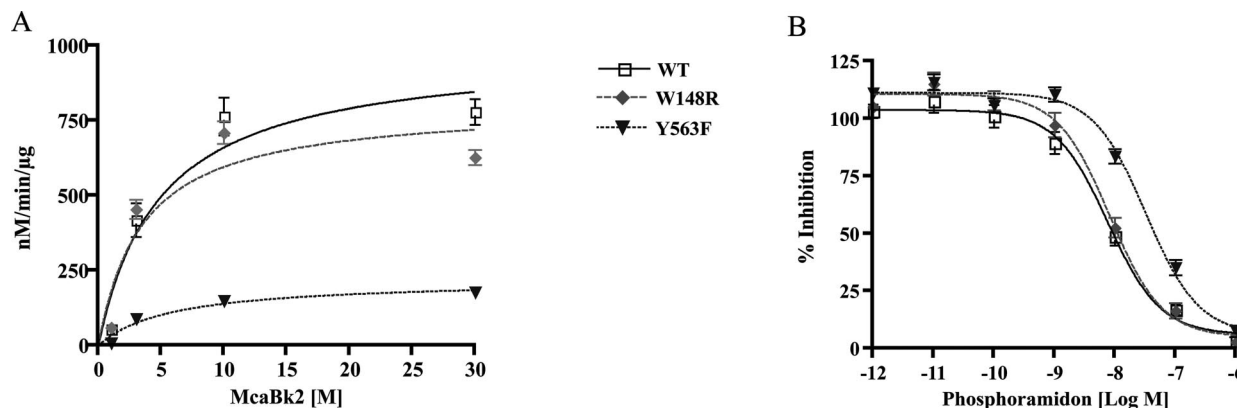 A
1000
750
500
250
0
nM/min/µg
0 5 10 15 20 25 30
McaBk2 [M]
WT
W148R
Y563F
B
125
100
75
50
25
0
% Inhibition
-12 -11 -10 -9 -8 -7 -6
Phosphoramidon [Log M]